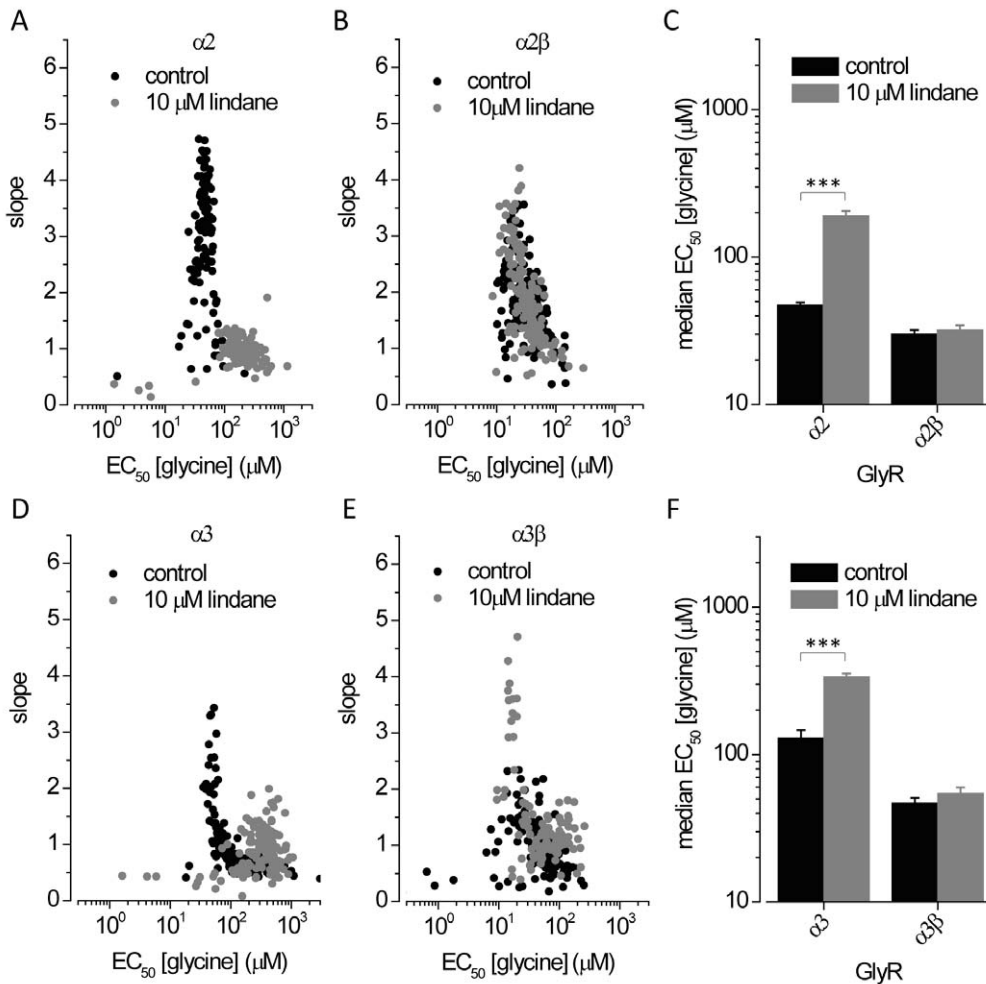 A
α2
control
10 μM lindane
slope
6
5
4
3
2
1
0
10⁰ 10¹ 10² 10³
EC₅₀ [glycine] (μM)
B
α2β
control
10μM lindane
slope
6
5
4
3
2
1
0
10⁰ 10¹ 10² 10³
EC₅₀ [glycine] (μM)
C
control
10 μM lindane
median EC₅₀ [glycine] (μM)
1000
100
10
***
α2 α2β
GlyR
D
α3
control
10 μM lindane
slope
6
5
4
3
2
1
0
10⁰ 10¹ 10² 10³
EC₅₀ [glycine] (μM)
E
α3β
control
10μM lindane
slope
6
5
4
3
2
1
0
10⁰ 10¹ 10² 10³
EC₅₀ [glycine] (μM)
F
control
10 μM lindane
median EC₅₀ [glycine] (μM)
1000
100
10
***
α3 α3β
GlyR